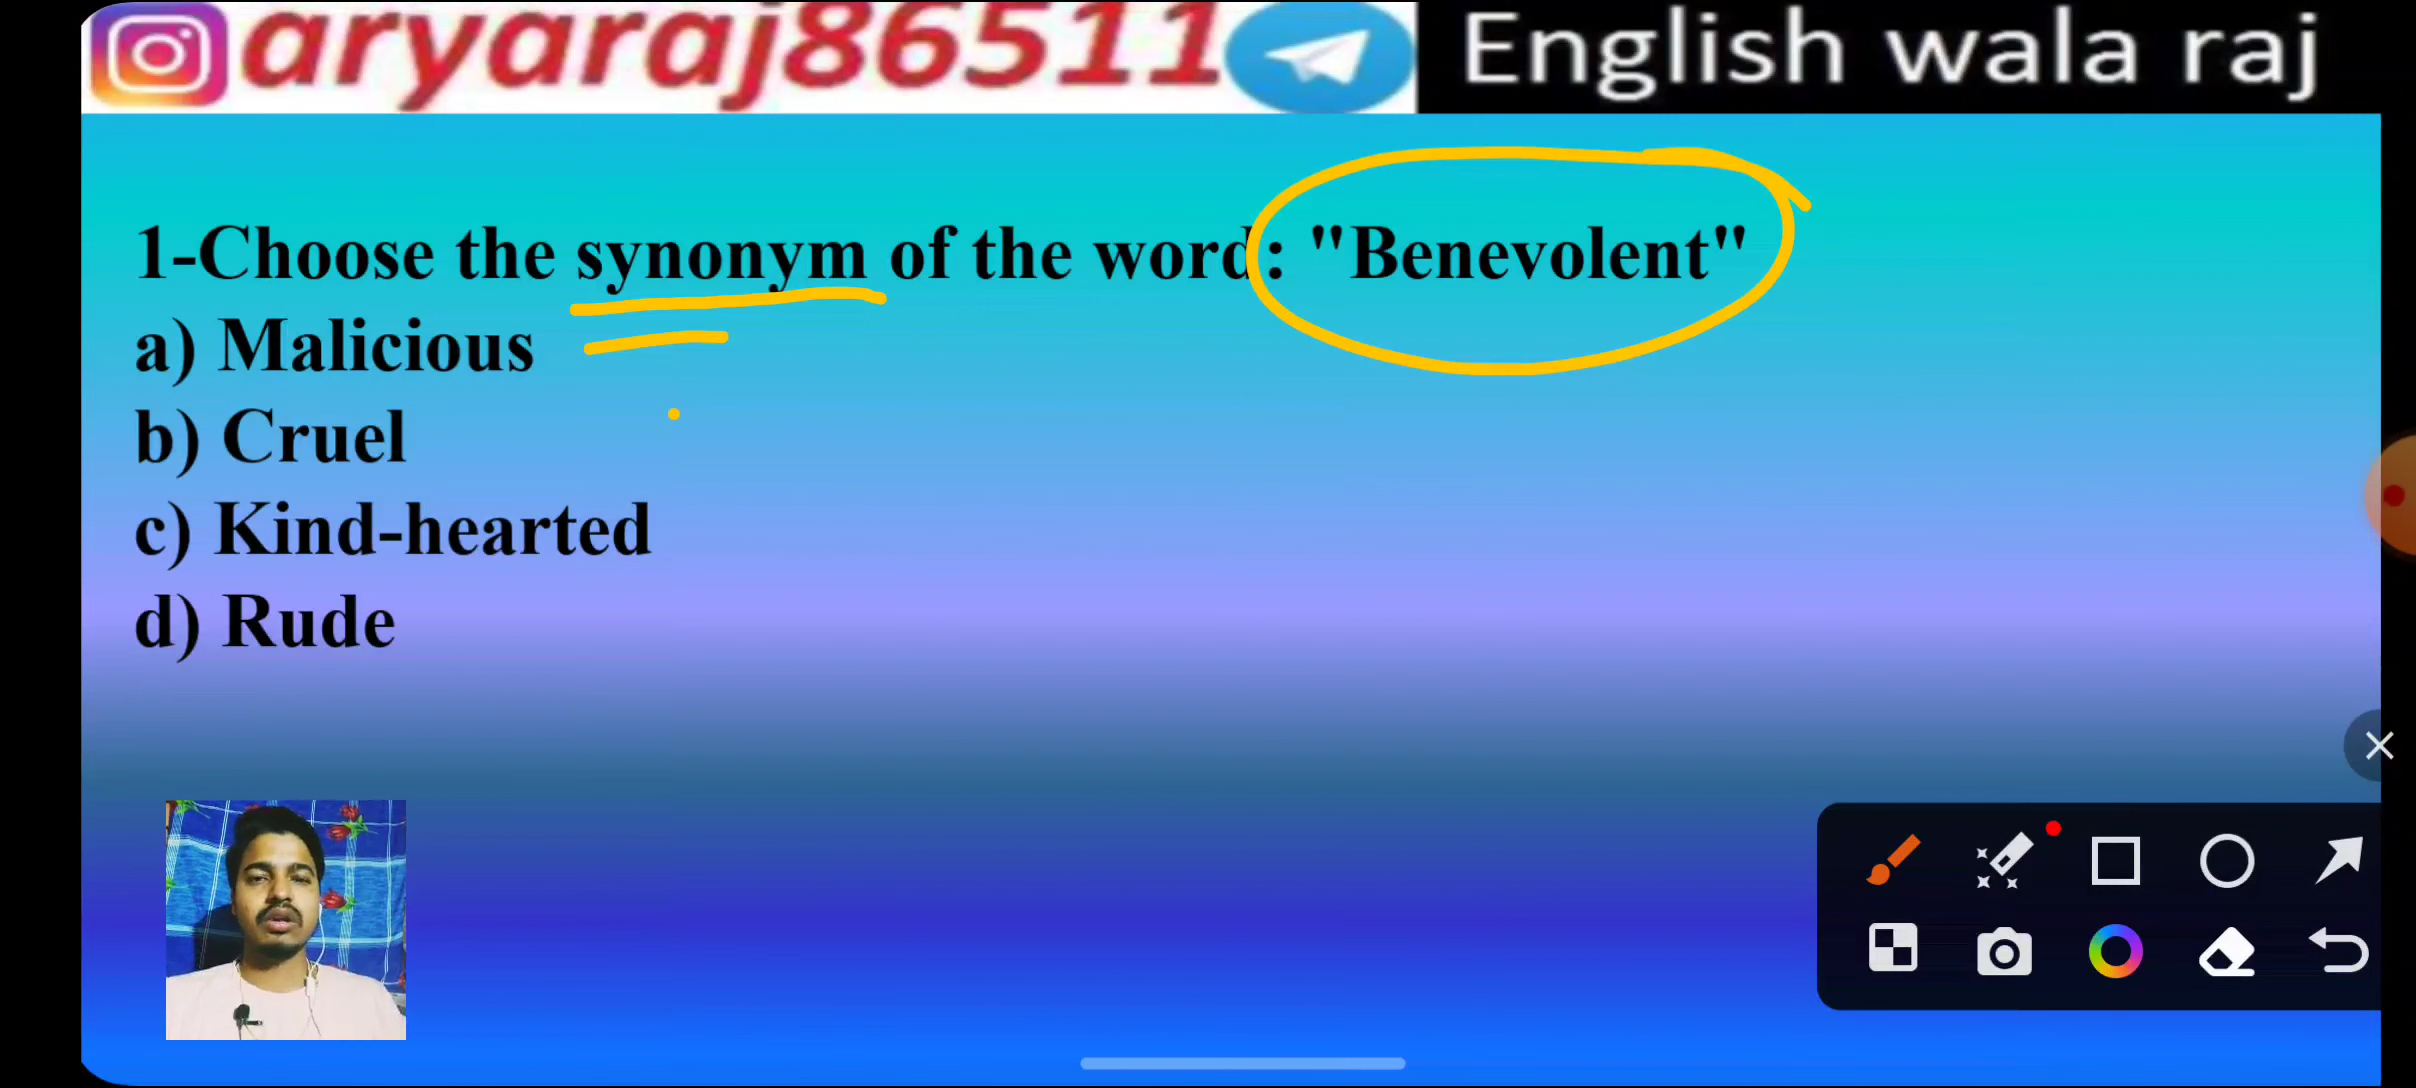 aryaraj86511 English wala raj
1-Choose the synonym of the word: "Benevolent"
a) Malicious
b) Cruel
c) Kind-hearted
d) Rude